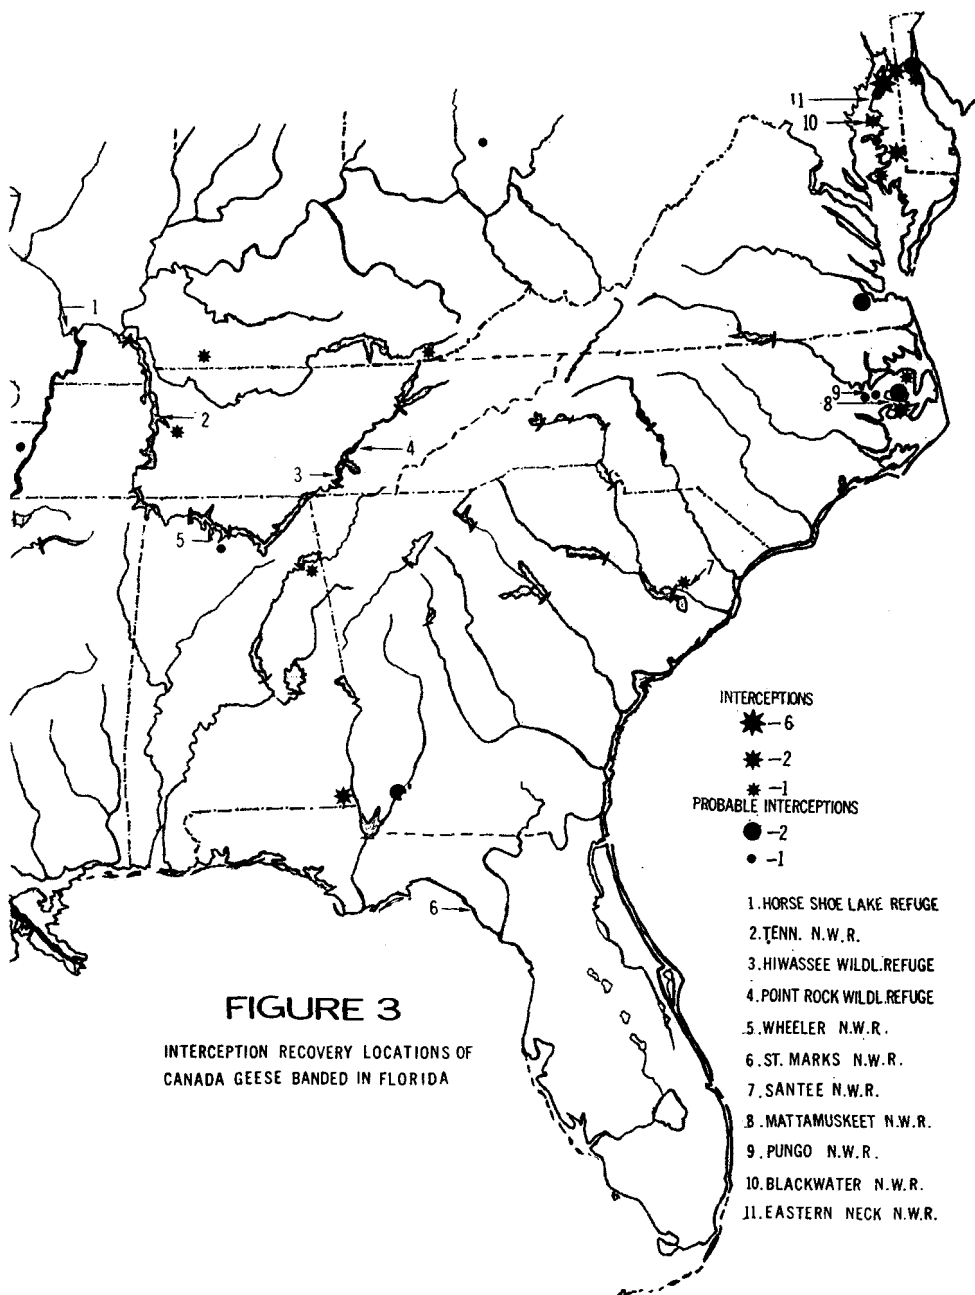 11
10
1
9
8
2
4
3
5
7
6
INTERCEPTIONS
-6
-2
-1
PROBABLE INTERCEPTIONS
-2
-1
1.HORSE SHOE LAKE REFUGE
2.TENN. N.W.R.
3.HIWASSEE WILDL.REFUGE
4.POINT ROCK WILDL.REFUGE
5.WHEELER N.W.R.
6.ST. MARKS N.W.R.
7.SANTEE N.W.R.
8.MATTAMUSKEET N.W.R.
9.PUNGO N.W.R.
10.BLACKWATER N.W.R.
11.EASTERN NECK N.W.R.
FIGURE 3
INTERCEPTION RECOVERY LOCATIONS OF
CANADA GEESE BANDED IN FLORIDA